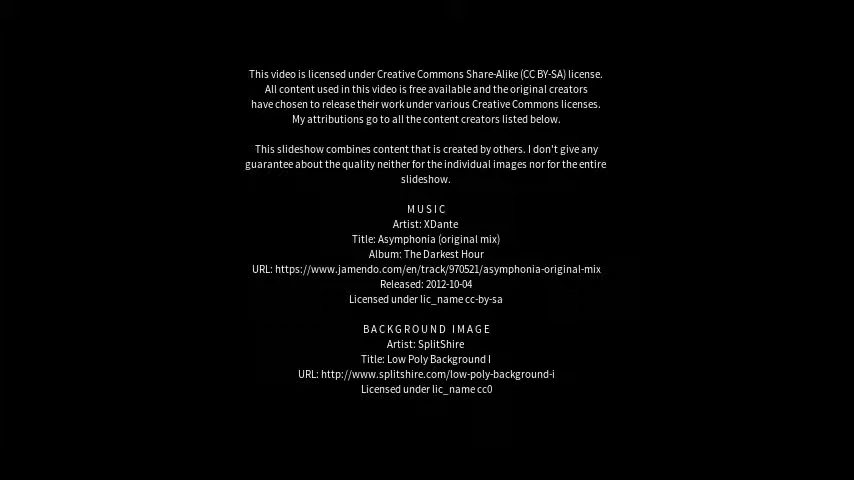 This video is licensed under Creative Commons Share-Alike (CC BY-SA) license.
All content used in this video is free available and the original creators
have chosen to release their work under various Creative Commons licenses.
My attributions go to all the content creators listed below.
This slideshow combines content that is created by others. I don't give any
guarantee about the quality neither for the individual images nor for the entire
slideshow.
MUSIC
Artist: XDante
Title: Asymphonia (original mix)
Album: The Darkest Hour
URL: https://www.jamendo.com/en/track/970521/asymphonia-original-mix
Released: 2012-10-04
Licensed under lic_name cc-by-sa
BACKGROUND IMAGE
Artist: SplitShire
Title: Low Poly Background I
URL: http://www.splitshire.com/low-poly-background-i
Licensed under lic_name cc0